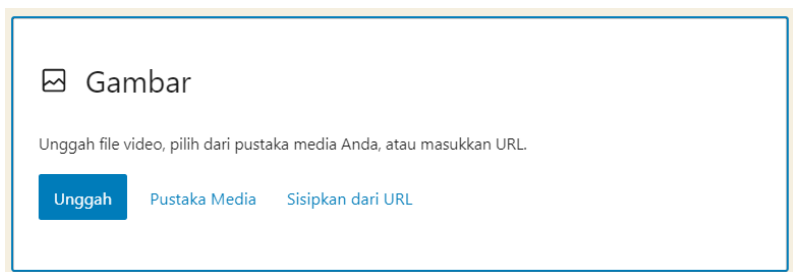 Gambar
Unggah file video, pilih dari pustaka media Anda, atau masukkan URL.
Unggah Pustaka Media Sisipkan dari URL